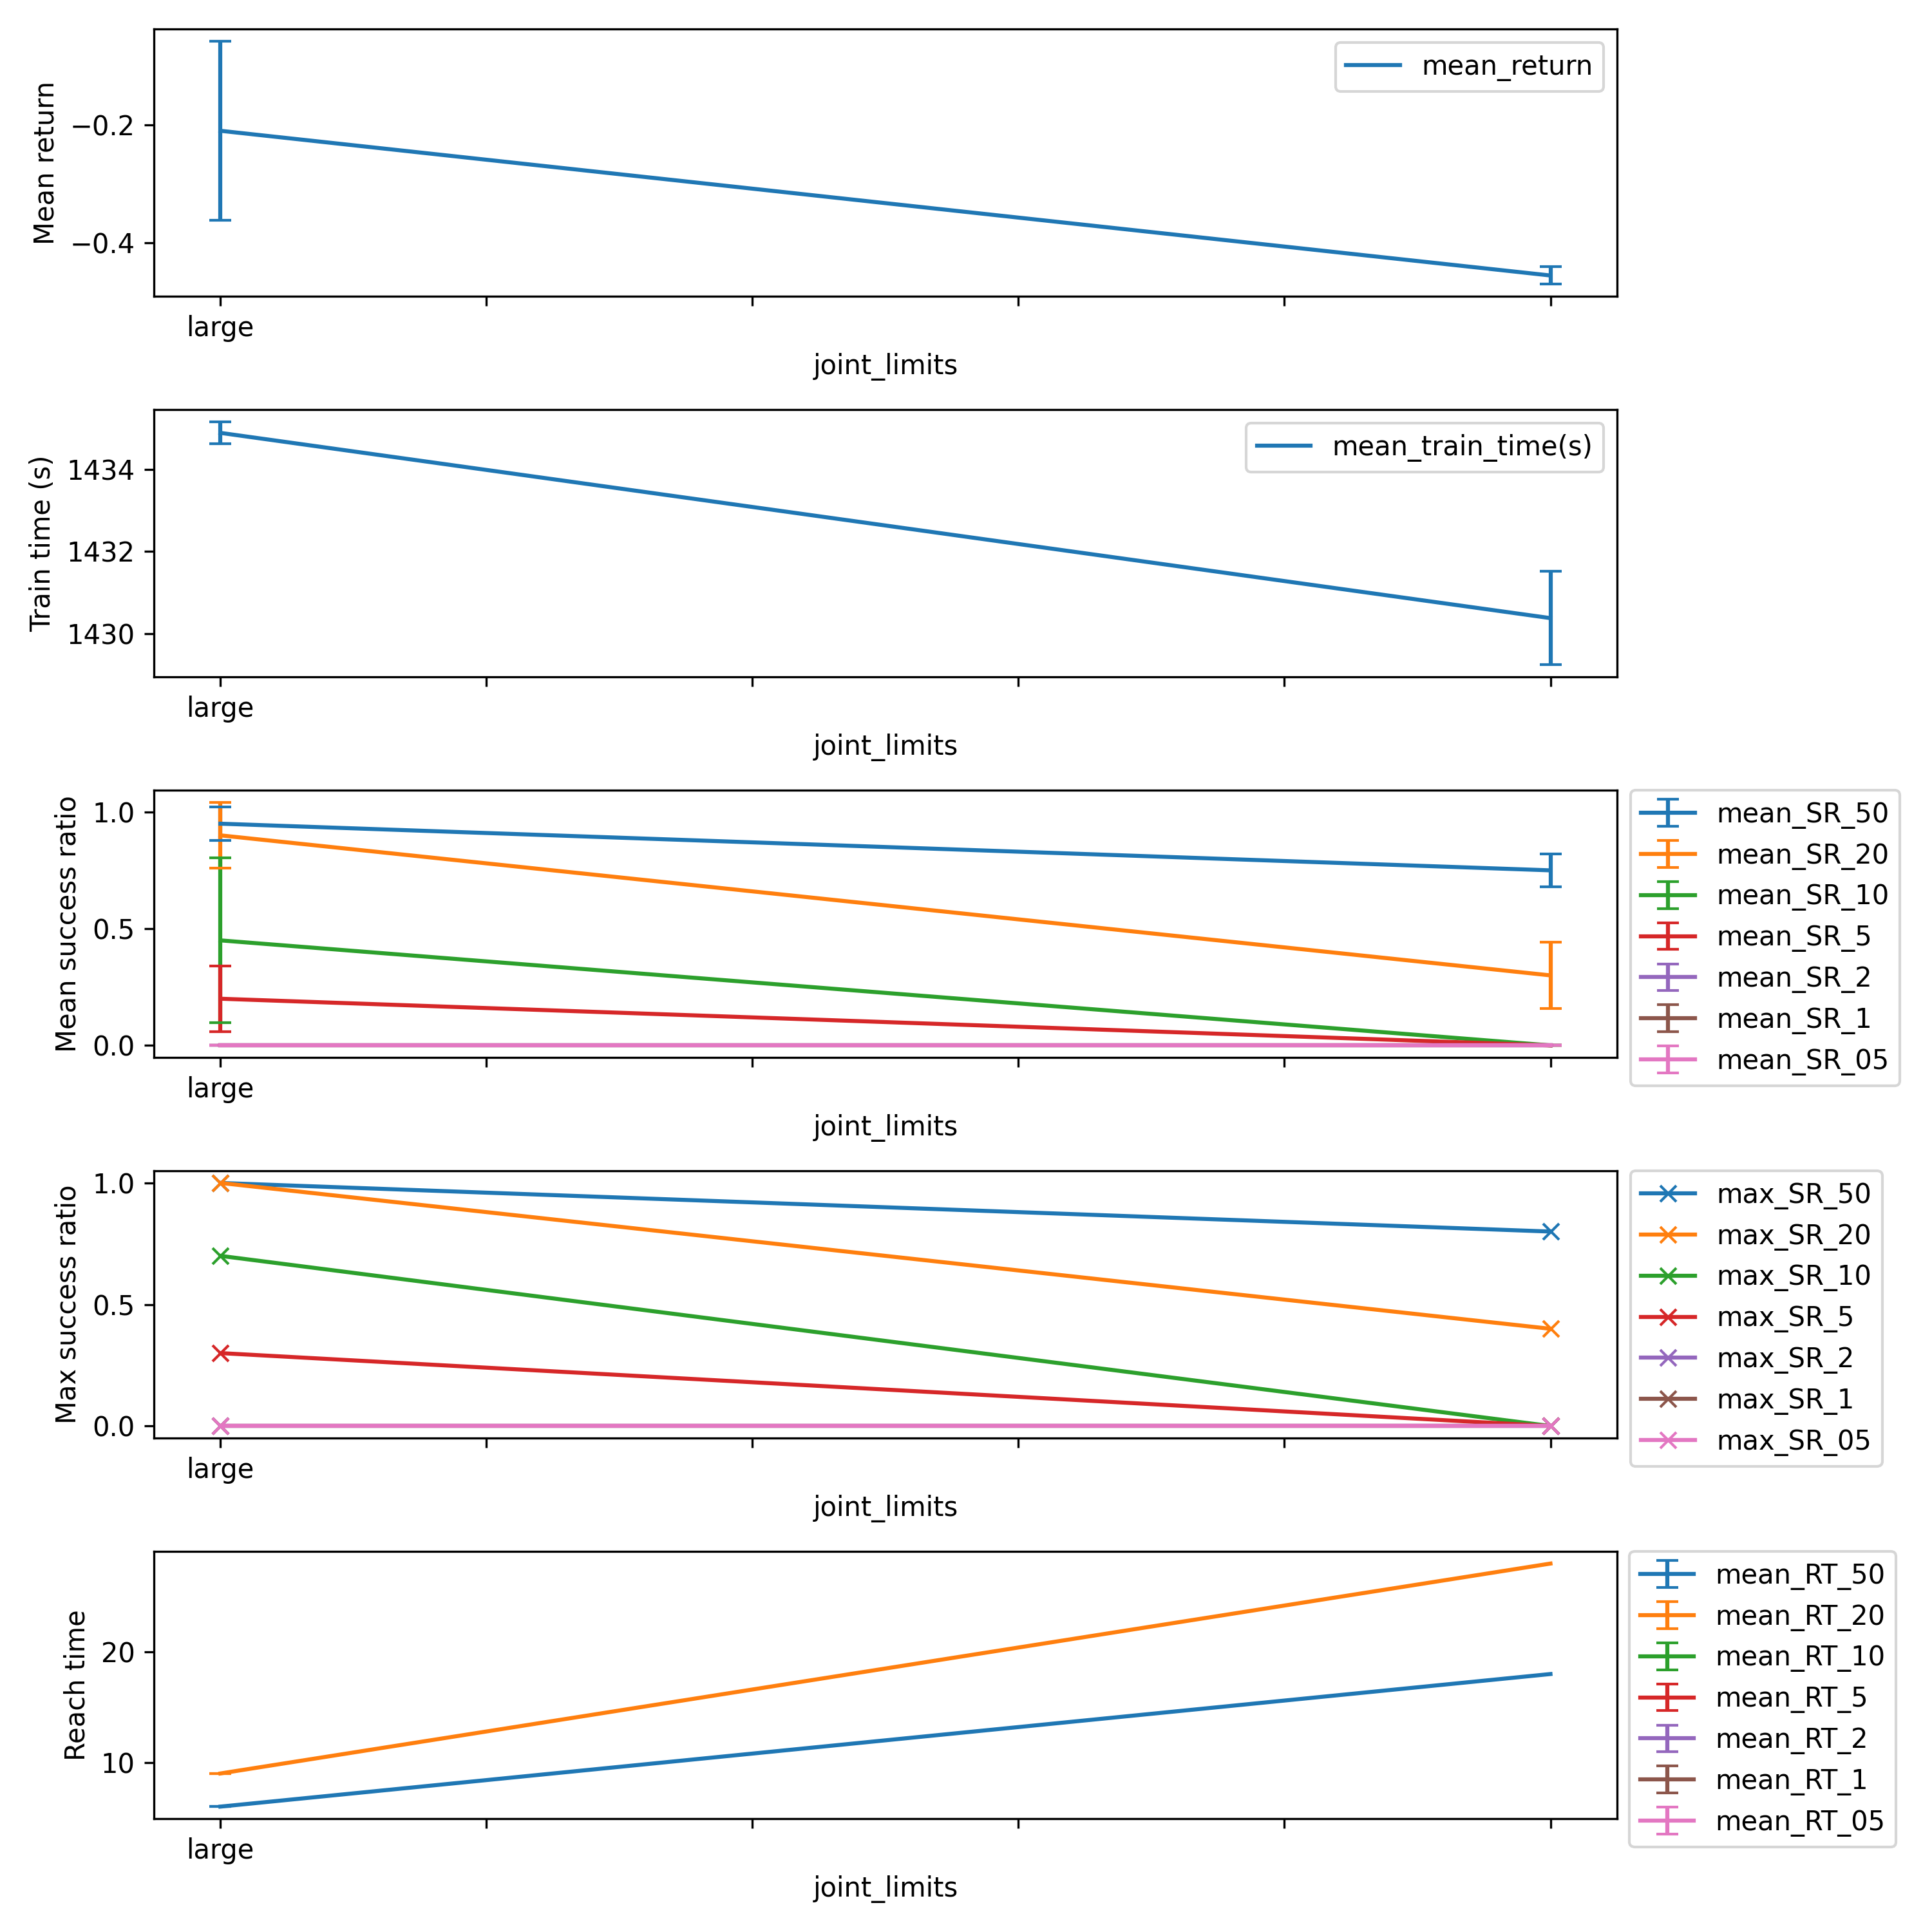 mean_return
Mean return
−0.2
−0.4
large
joint_limits
mean_train_time(s)
Train time (s)
1434
1432
1430
large
joint_limits
Mean success ratio
1.0
0.5
0.0
large
joint_limits
mean_SR_50
mean_SR_20
mean_SR_10
mean_SR_5
mean_SR_2
mean_SR_1
mean_SR_05
Max success ratio
1.0
0.5
0.0
large
joint_limits
max_SR_50
max_SR_20
max_SR_10
max_SR_5
max_SR_2
max_SR_1
max_SR_05
Reach time
20
10
large
joint_limits
mean_RT_50
mean_RT_20
mean_RT_10
mean_RT_5
mean_RT_2
mean_RT_1
mean_RT_05